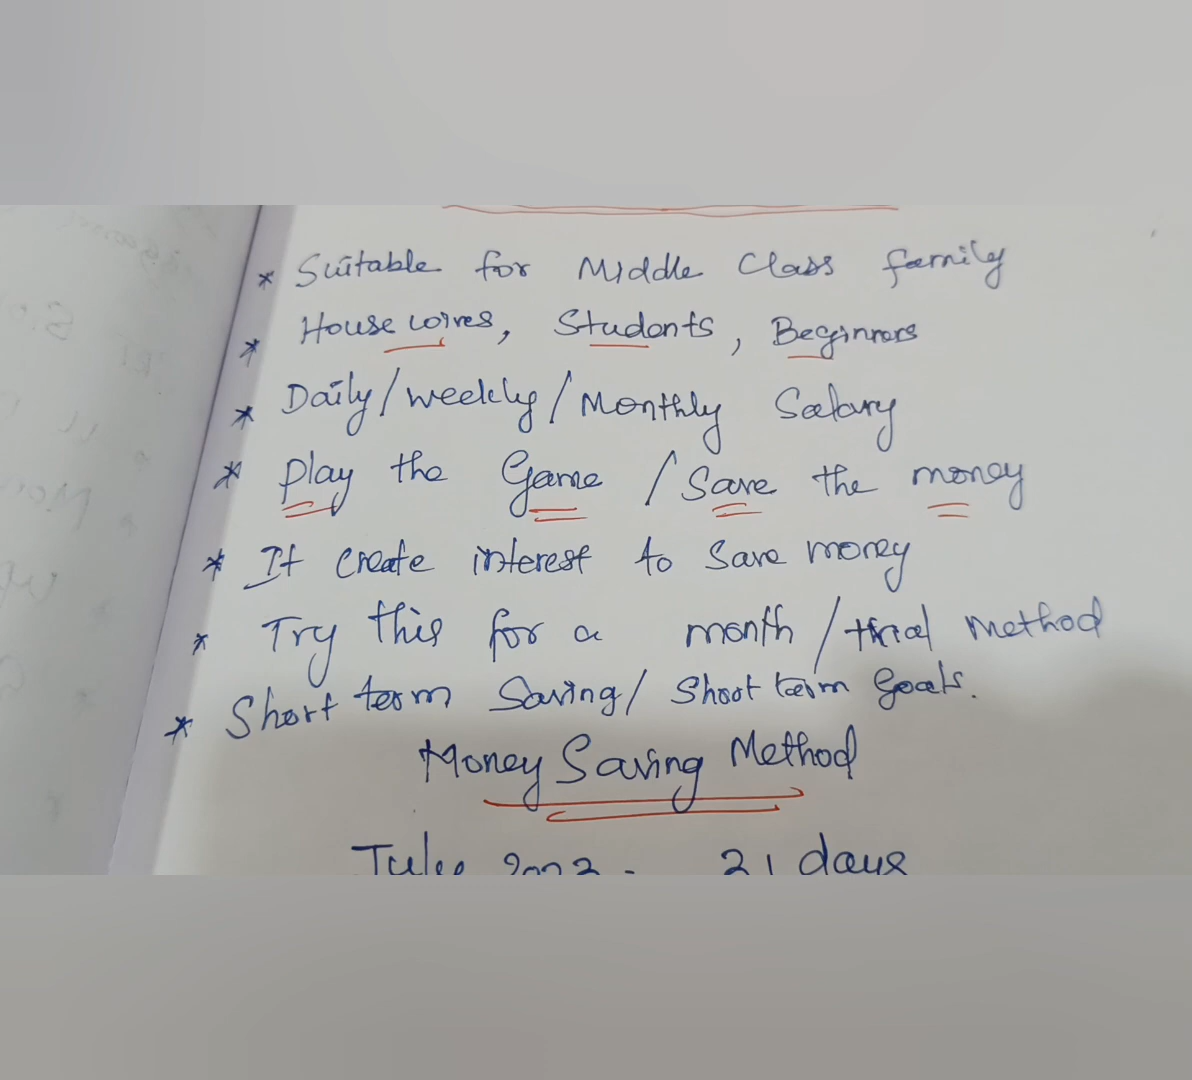 * Suitable for Middle Class family
* House wives, Students, Beginners
* Daily/weekly/Monthly Salary
* Play the Game / Save the money
* It create interest to Save money
* Try this for a month/trial Method
* Short term Saving/ Short term Goals.
Money Saving Method
21 days